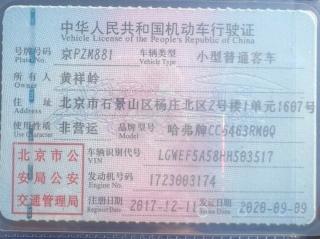 中华人民共和国机动车行驶证
Vehicle License of the People's Republic of China
号牌号码 京PZM881 车辆类型 小型普通客车
Plate No. Vehicle Type
所有人 黄祥岭
Owner
住址 北京市石景山区杨庄北区2号楼1单元1607号
Address
使用性质 非营运 品牌型号 哈弗牌CC6463RM0Q
Use Character Model
北京市公安局公安交通管理局
车辆识别代号 LGWEF5A58HH503517
VIN
发动机号码 1723003174
Engine No.
注册日期 2017-12-11 发证日期 2020-09-09
Register Date Issue Date